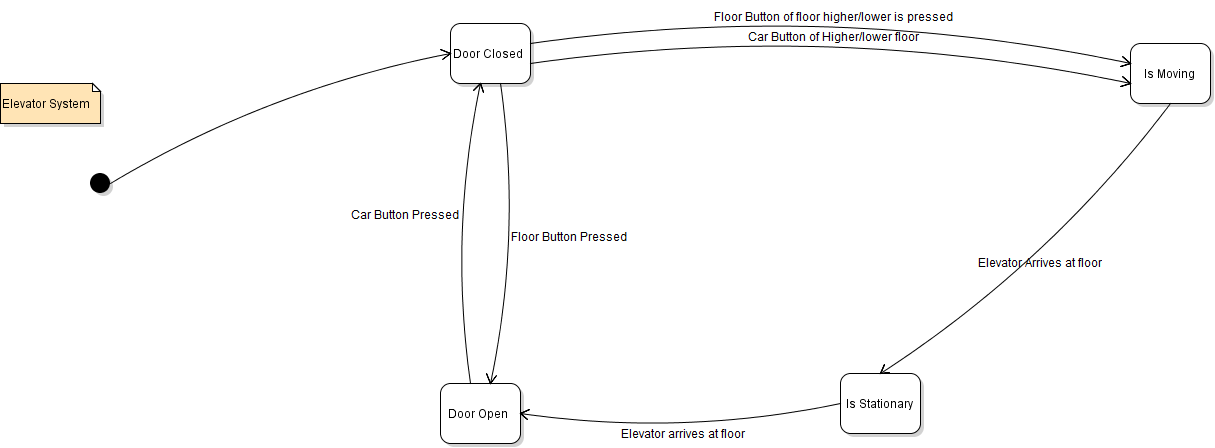 Floor Button of floor higher/lower is pressed
Car Button of Higher/lower floor
Door Closed
Is Moving
Elevator System
Car Button Pressed
Floor Button Pressed
Elevator Arrives at floor
Is Stationary
Door Open
Elevator arrives at floor